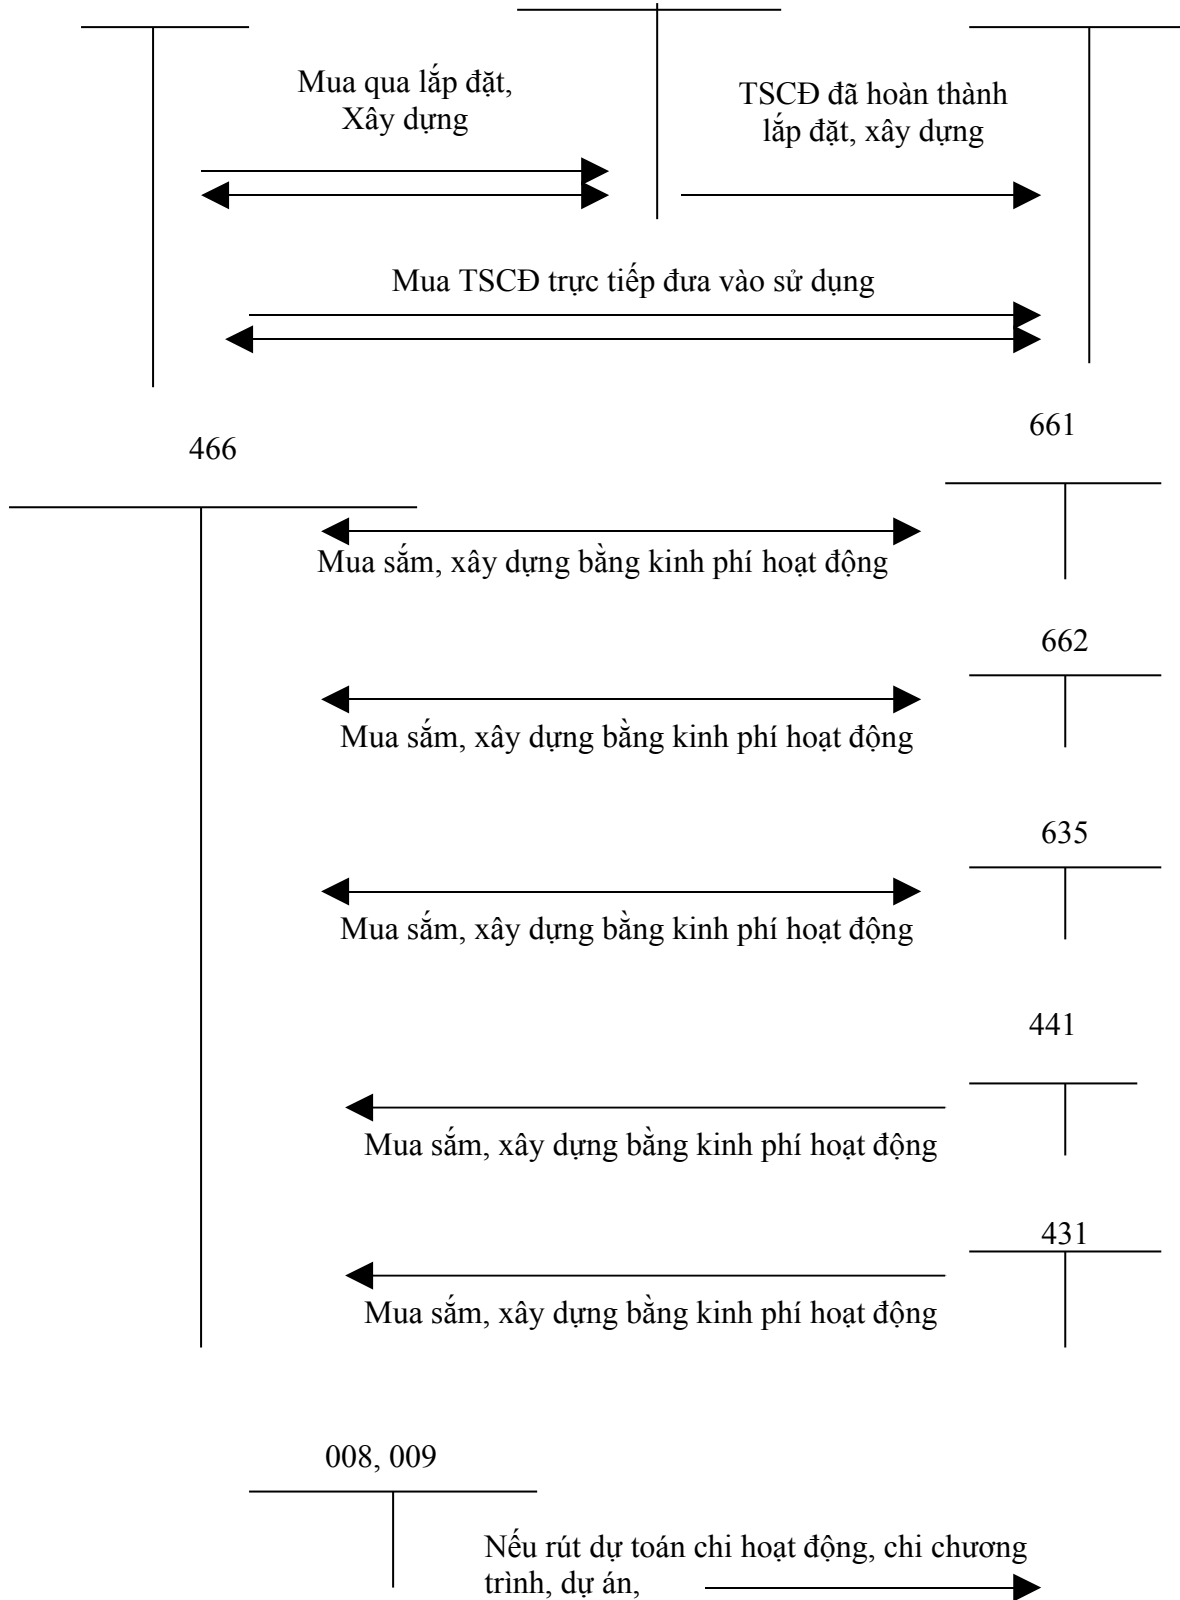 Mua qua lắp đặt,
Xây dựng
TSCĐ đã hoàn thành
lắp đặt, xây dựng
Mua TSCĐ trực tiếp đưa vào sử dụng
466
661
Mua sắm, xây dựng bằng kinh phí hoạt động
662
Mua sắm, xây dựng bằng kinh phí hoạt động
635
Mua sắm, xây dựng bằng kinh phí hoạt động
441
Mua sắm, xây dựng bằng kinh phí hoạt động
431
Mua sắm, xây dựng bằng kinh phí hoạt động
008, 009
Nếu rút dự toán chi hoạt động, chi chương
trình, dự án,